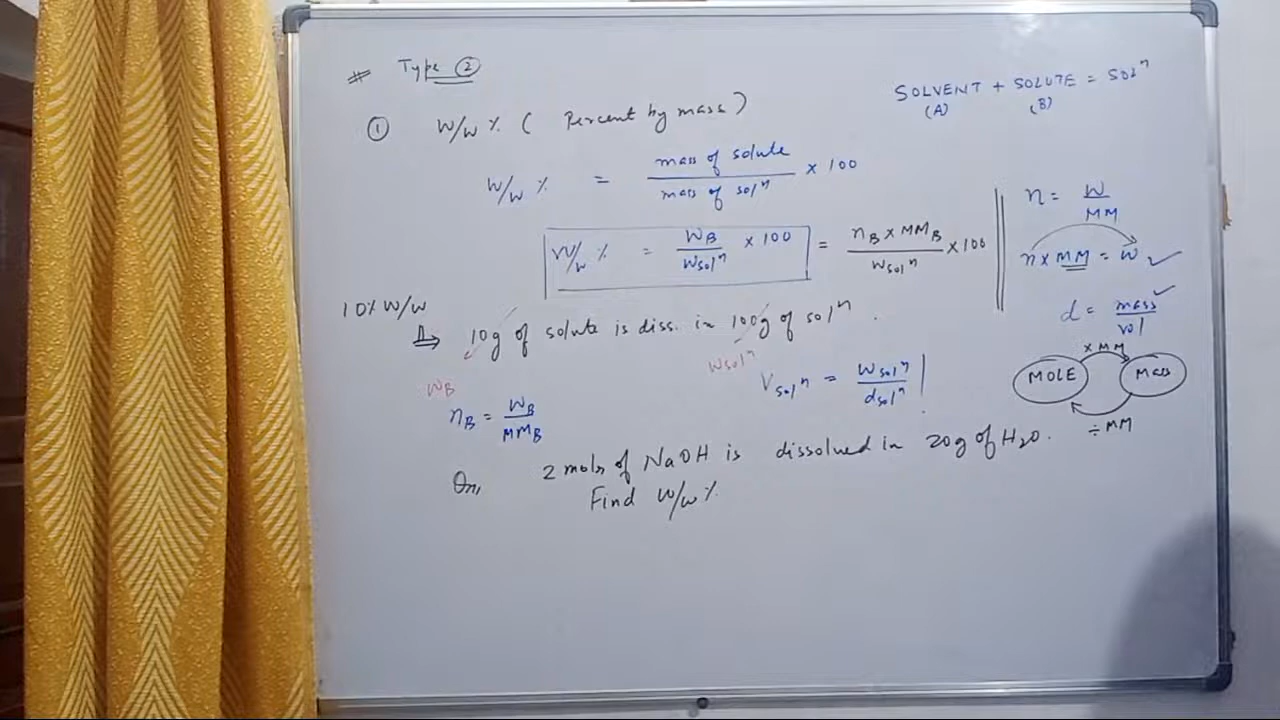 # Type ②
SOLVENT + SOLUTE = SOLⁿ
(A) (B)
① W/W % ( Percent by mass )
W/W % = mass of solute / mass of solⁿ × 100
n = W / MM
W/W % = WB / Wsolⁿ × 100 = nB × MMB / Wsolⁿ × 100
n × MM = W ✓
10% W/W
⇒ 10g of solute is diss. in 100g of solⁿ.
d = mass / vol
WB
Wsolⁿ
Vsolⁿ = Wsolⁿ / dsolⁿ
× MM
MOLE Mass
÷ MM
nB = WB / MMB
Qn, 2 moles of NaOH is dissolved in 20g of H2O.
Find W/W %